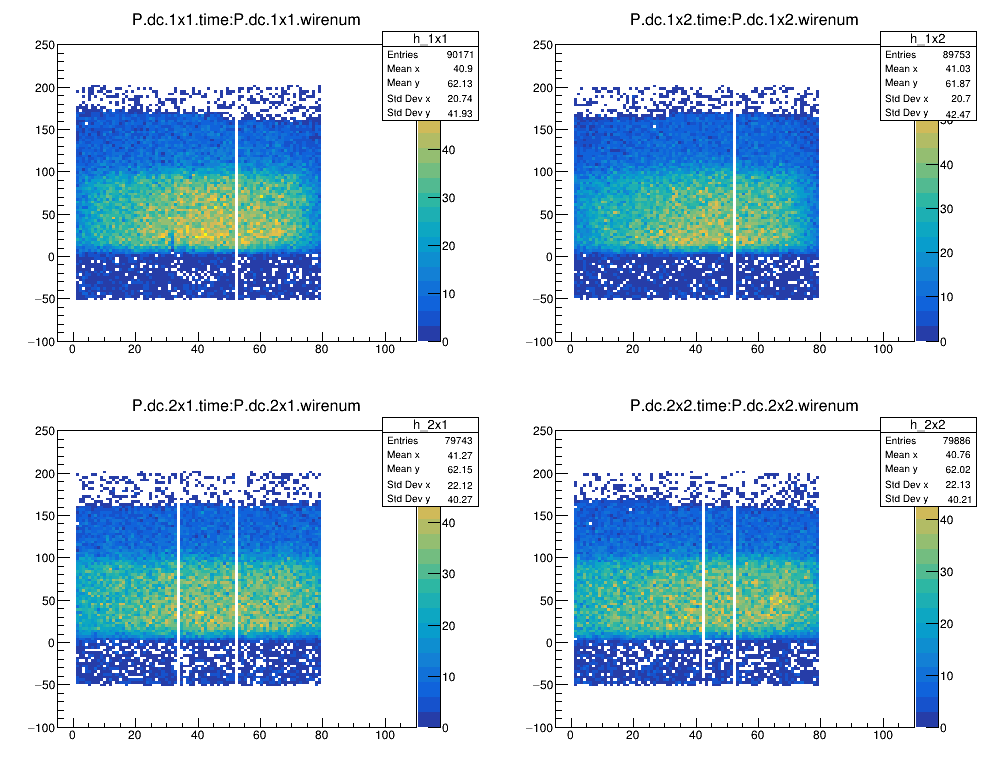 P.dc.1x1.time:P.dc.1x1.wirenum
h_1x1
Entries 90171
Mean x 40.9
Mean y 62.13
Std Dev x 20.74
Std Dev y 41.93
250
200
150
100
50
0
−50
−100
0 20 40 60 80 100
40
30
20
10
0
P.dc.1x2.time:P.dc.1x2.wirenum
h_1x2
Entries 89753
Mean x 41.03
Mean y 61.87
Std Dev x 20.7
Std Dev y 42.47
250
200
150
100
50
0
−50
−100
0 20 40 60 80 100
50
40
30
20
10
0
P.dc.2x1.time:P.dc.2x1.wirenum
h_2x1
Entries 79743
Mean x 41.27
Mean y 62.15
Std Dev x 22.12
Std Dev y 40.27
250
200
150
100
50
0
−50
−100
0 20 40 60 80 100
40
30
20
10
0
P.dc.2x2.time:P.dc.2x2.wirenum
h_2x2
Entries 79886
Mean x 40.76
Mean y 62.02
Std Dev x 22.13
Std Dev y 40.21
250
200
150
100
50
0
−50
−100
0 20 40 60 80 100
40
30
20
10
0